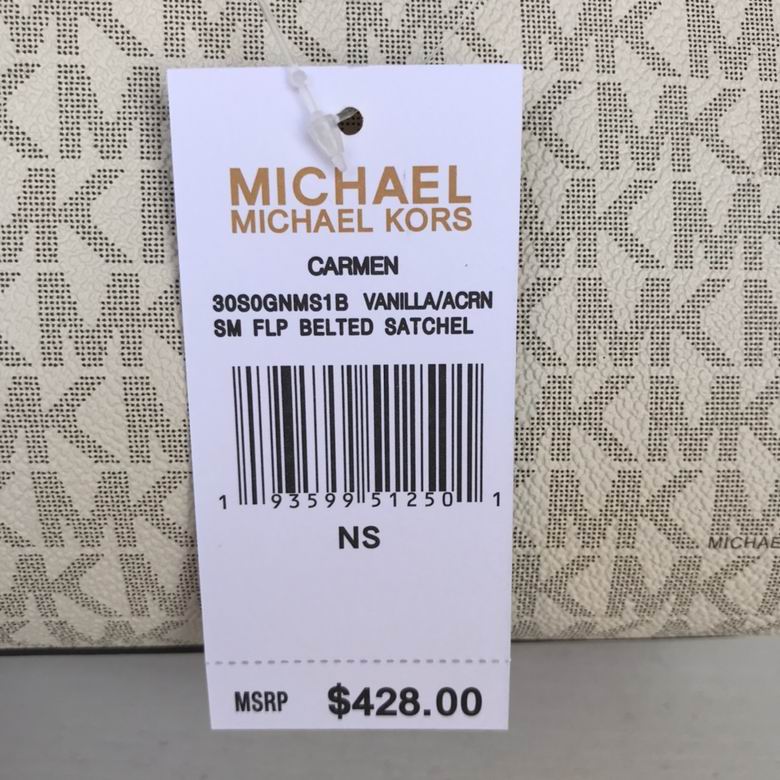 MICHAEL
MICHAEL KORS
CARMEN
30S0GNMS1B VANILLA/ACRN
SM FLP BELTED SATCHEL
1 93599 51250 1
NS
MSRP $428.00
MICHAE